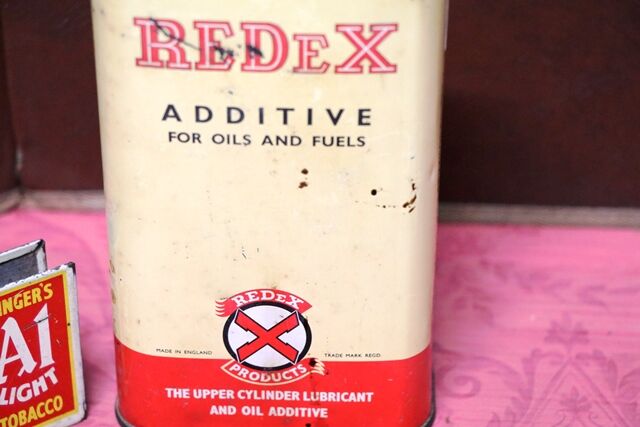 REDEX
ADDITIVE
FOR OILS AND FUELS
REDEX
PRODUCTS
MADE IN ENGLAND
TRADE MARK REGD.
THE UPPER CYLINDER LUBRICANT
AND OIL ADDITIVE
INGER'S
A1
LIGHT
TOBACCO